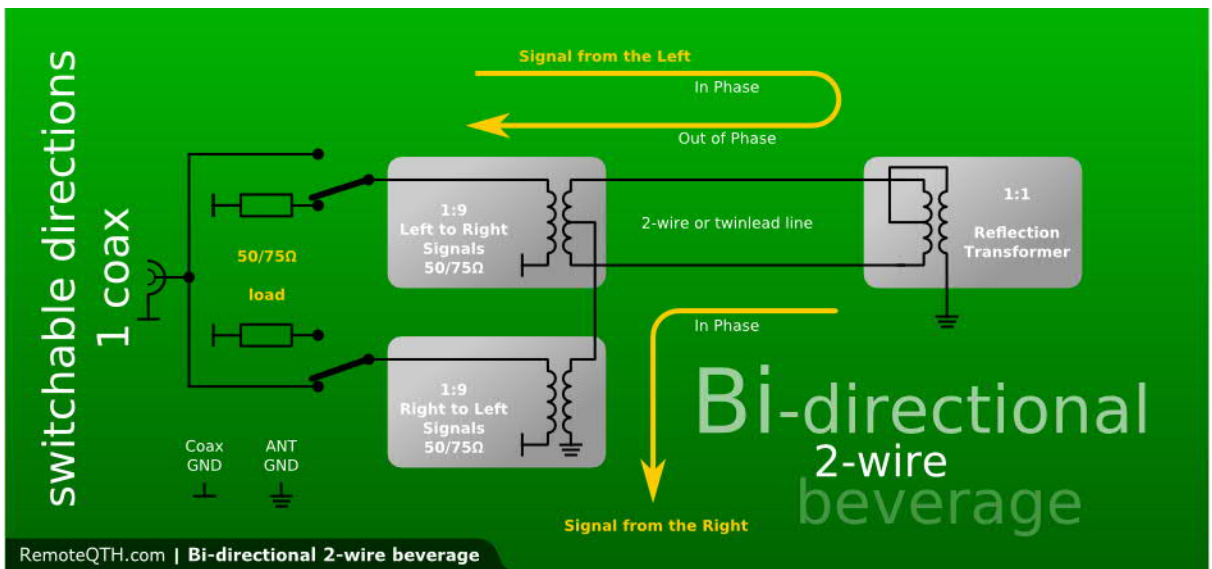 switchable directions
1 coax
Signal from the Left
In Phase
Out of Phase
1:9
Left to Right
Signals
50/75Ω
2-wire or twinlead line
1:1
Reflection
Transformer
50/75Ω
load
In Phase
1:9
Right to Left
Signals
50/75Ω
Coax
GND
ANT
GND
Signal from the Right
Bi-directional
2-wire
beverage
RemoteQTH.com | Bi-directional 2-wire beverage